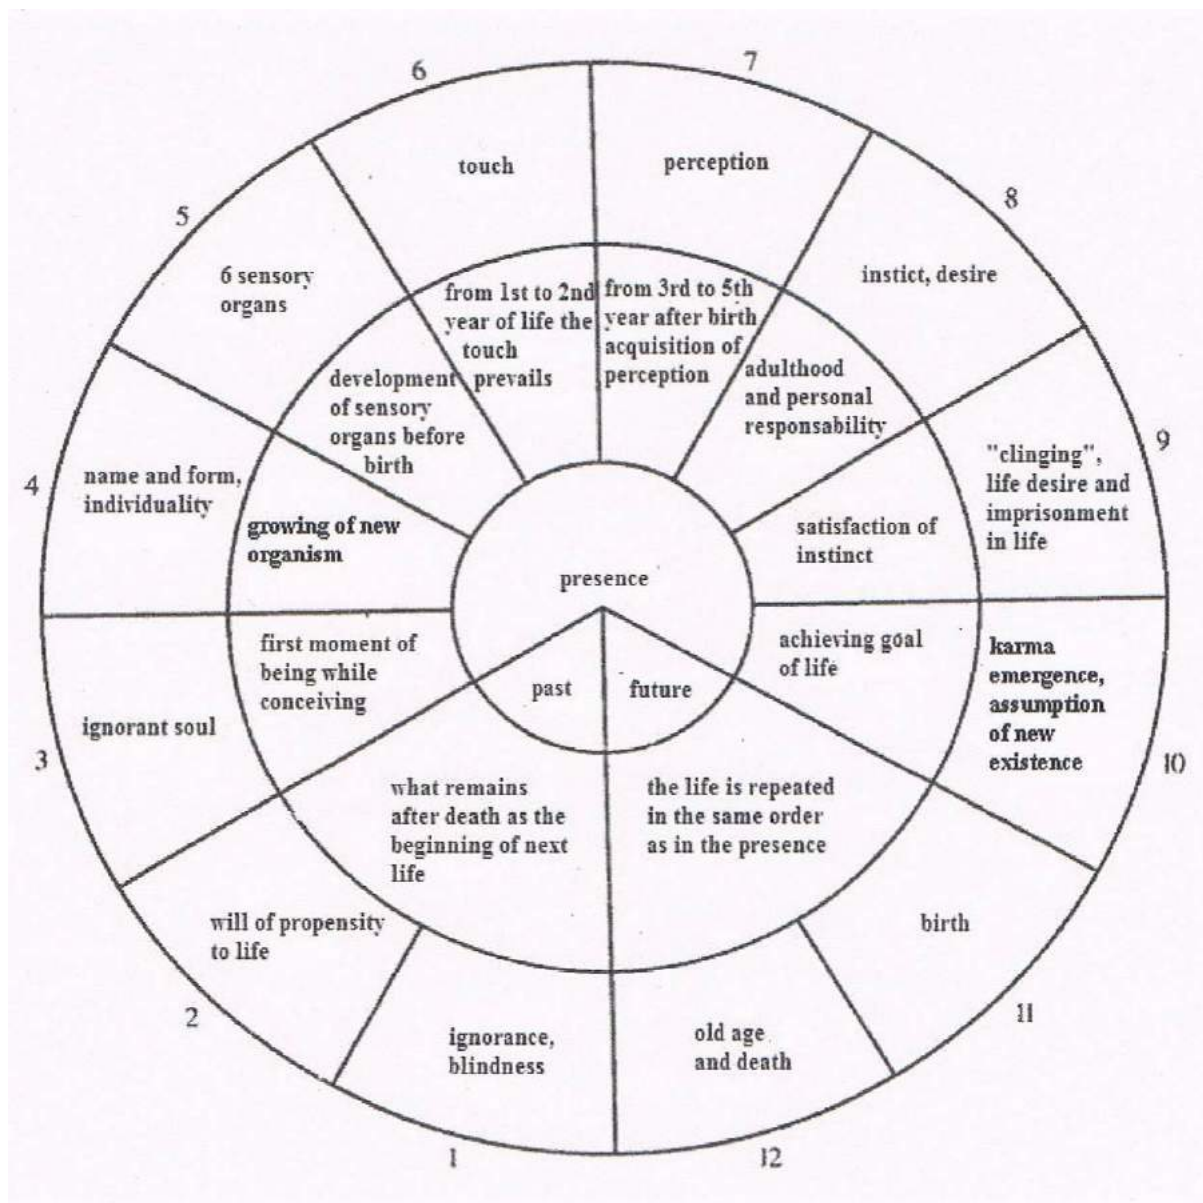 6
7
touch
perception
5
8
6 sensory
organs
instict, desire
from 1st to 2nd
year of life the
touch
prevails
from 3rd to 5th
year after birth
acquisition of
perception
development
of sensory
organs before
birth
adulthood
and personal
responsability
4
9
name and form,
individuality
"clinging",
life desire and
imprisonment
in life
growing of new
organism
satisfaction of
instinct
presence
first moment of
being while
conceiving
achieving goal
of life
karma
emergence,
assumption
of new
existence
past
future
3
10
ignorant soul
what remains
after death as the
beginning of next
life
the life is repeated
in the same order
as in the presence
will of propensity
to life
birth
2
11
ignorance,
blindness
old age
and death
1
12